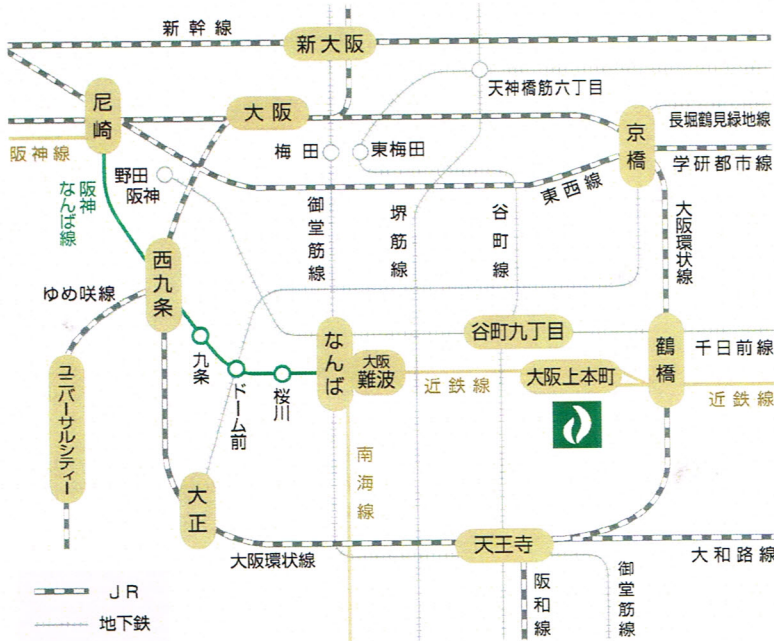 新幹線
新大阪
天神橋筋六丁目
尼崎
大阪
京橋
長堀鶴見緑地線
阪神線
梅田
東梅田
学研都市線
野田
阪神
東西線
阪神
なんば線
御堂筋線
堺筋線
谷町線
大阪環状線
西九条
ゆめ咲線
九条
ドーム前
桜川
なんば
大阪
難波
谷町九丁目
鶴橋
千日前線
近鉄線
大阪上本町
近鉄線
ユニバーサルシティー
南海線
大正
大阪環状線
天王寺
大和路線
阪和線
御堂筋線
JR
地下鉄